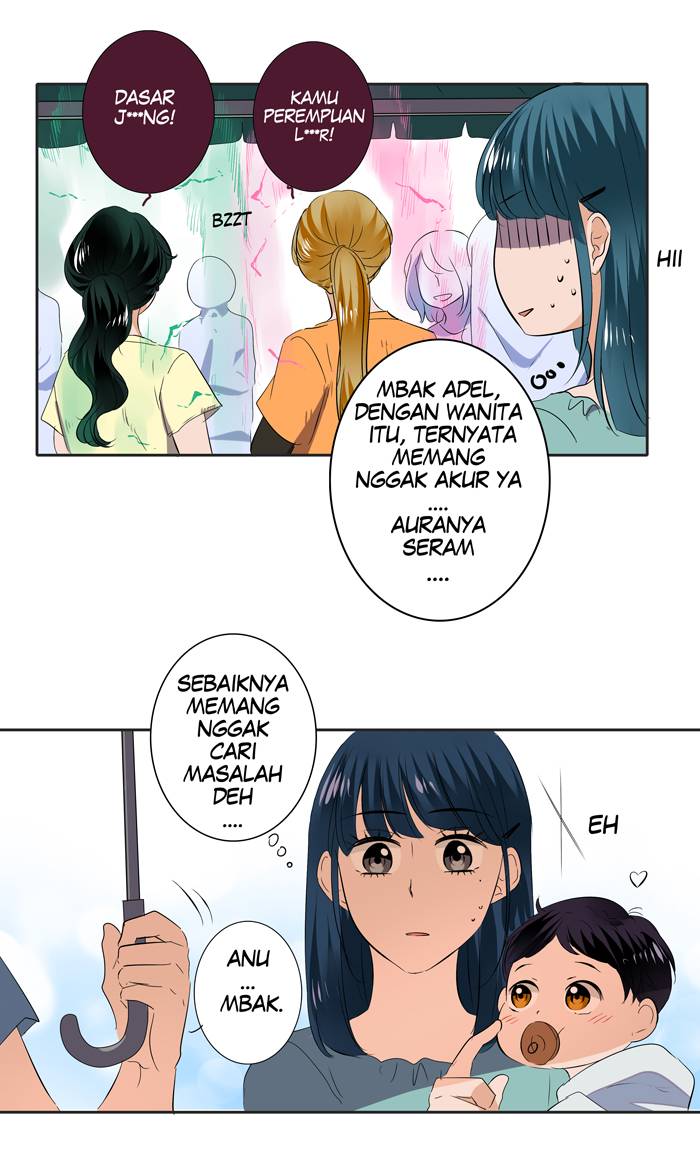 DASAR
J***NG!
KAMU
PEREMPUAN
L***R!
BZZT
HII
MBAK ADEL,
DENGAN WANITA
ITU, TERNYATA
MEMANG
NGGAK AKUR YA
....
AURANYA
SERAM
....
SEBAIKNYA
MEMANG
NGGAK
CARI
MASALAH
DEH
....
EH
ANU
...
MBAK.